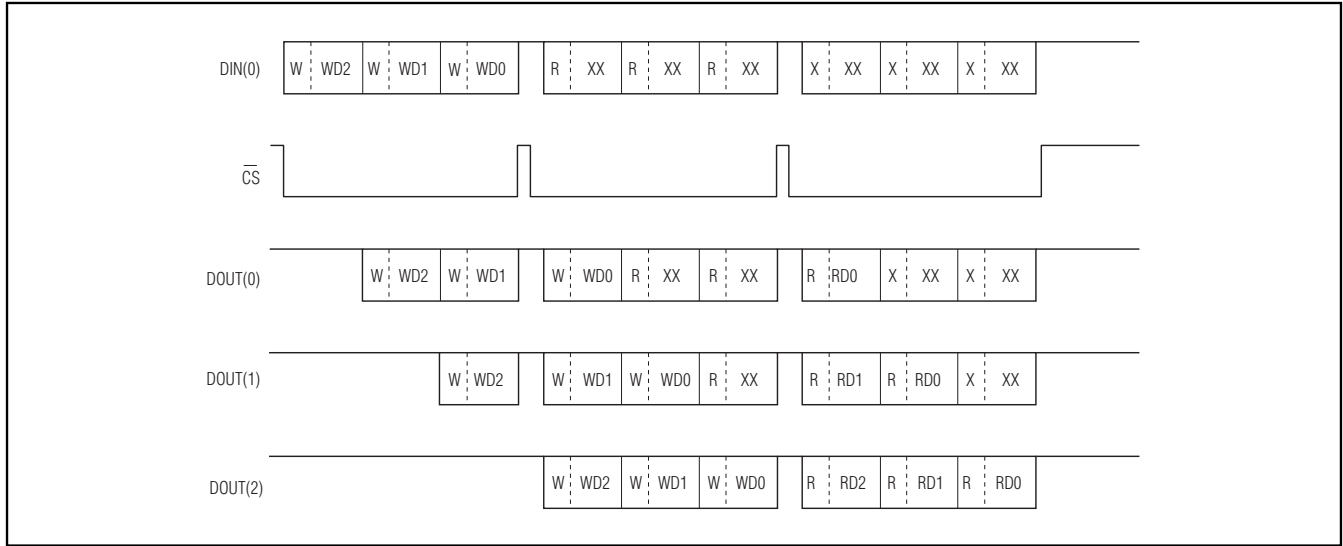 DIN(0) W WD2 W WD1 W WD0 R XX R XX R XX X XX X XX X XX
CS
DOUT(0) W WD2 W WD1 W WD0 R XX R XX R RD0 X XX X XX
DOUT(1) W WD2 W WD1 W WD0 R XX R RD1 R RD0 X XX
DOUT(2) W WD2 W WD1 W WD0 R RD2 R RD1 R RD0